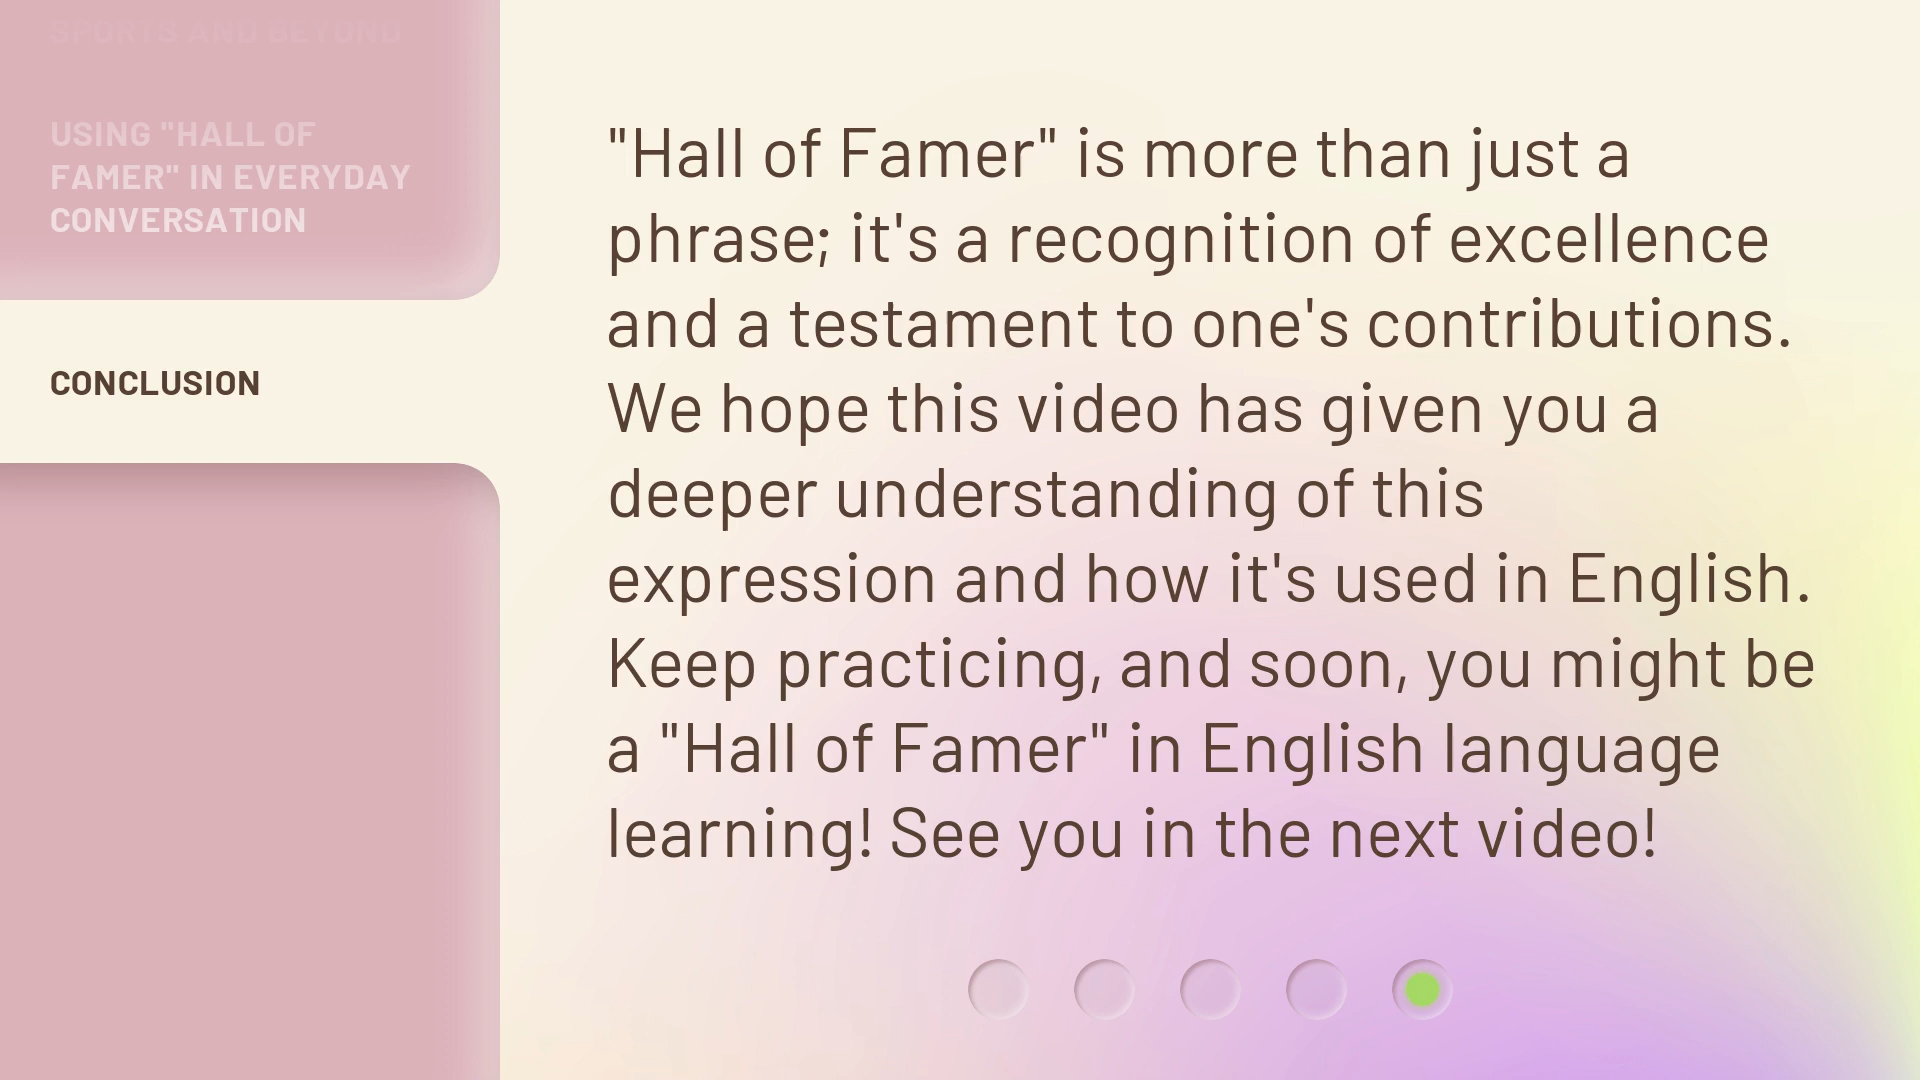 SPORTS AND BEYOND
USING "HALL OF
FAMER" IN EVERYDAY
CONVERSATION
CONCLUSION
"Hall of Famer" is more than just a
phrase; it's a recognition of excellence
and a testament to one's contributions.
We hope this video has given you a
deeper understanding of this
expression and how it's used in English.
Keep practicing, and soon, you might be
a "Hall of Famer" in English language
learning! See you in the next video!